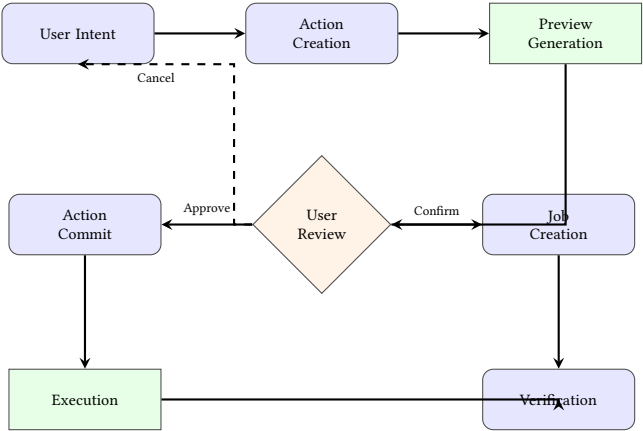 User Intent
Action
Creation
Preview
Generation
Cancel
Action
Commit
Approve
User
Review
Confirm
Job
Creation
Execution
Verification